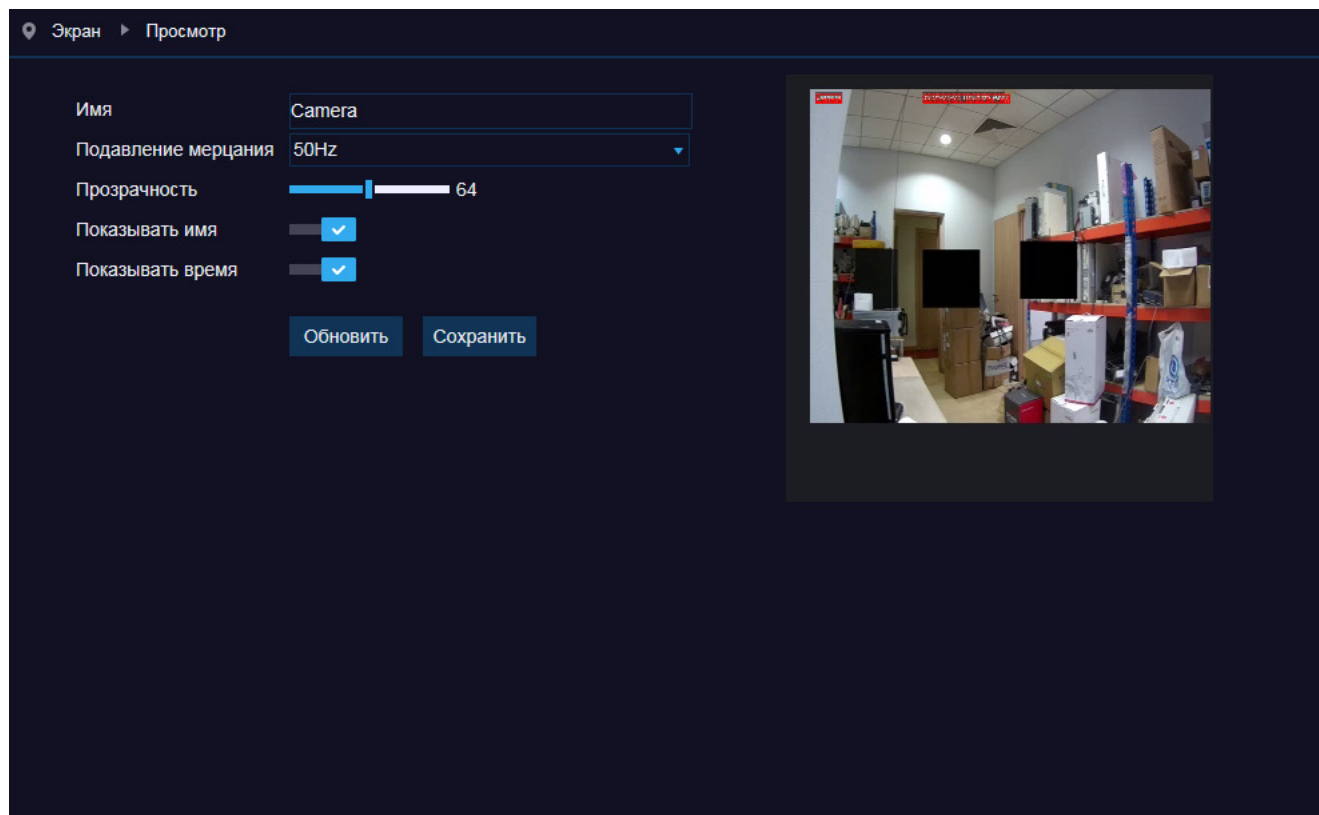 Экран Просмотр
Имя Camera
Подавление мерцания 50Hz
Прозрачность 64
Показывать имя
Показывать время
Обновить Сохранить